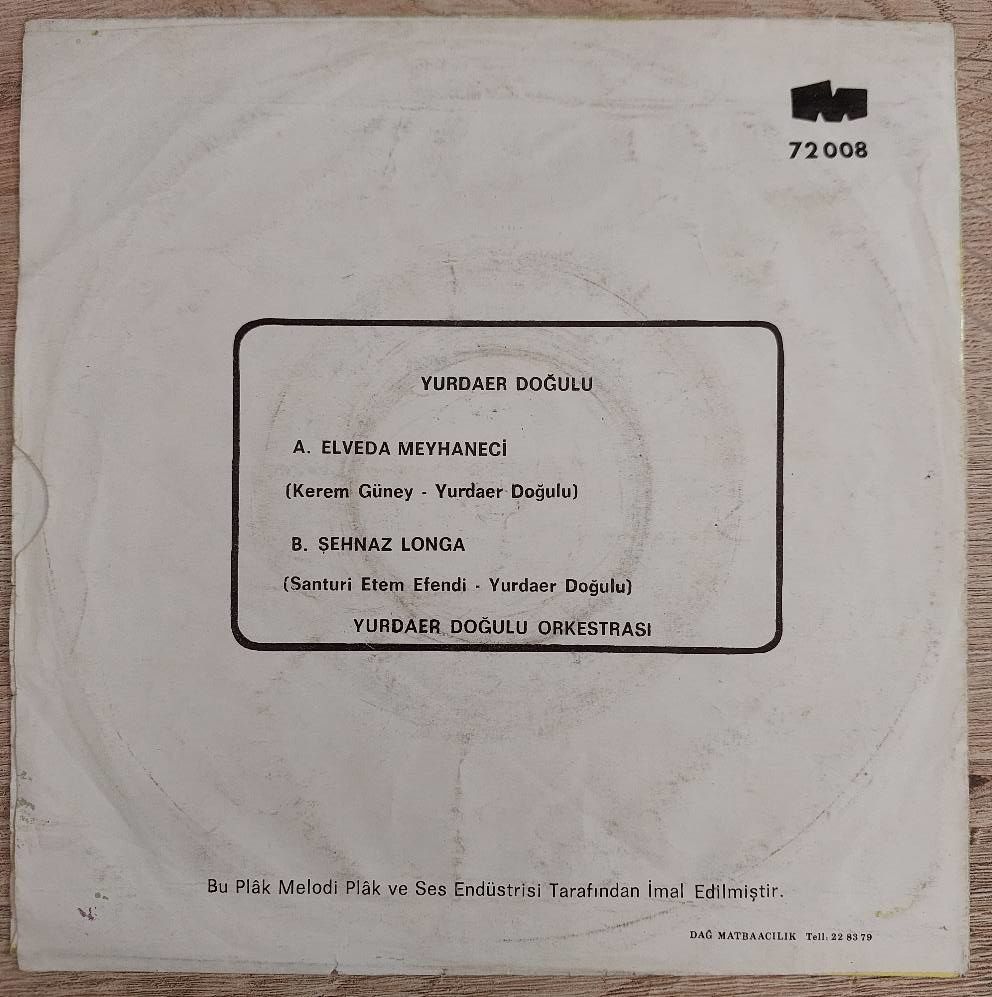 72008
YURDAER DOĞULU
A. ELVEDA MEYHANECİ
(Kerem Güney - Yurdaer Doğulu)
B. ŞEHNAZ LONGA
(Santuri Etem Efendi - Yurdaer Doğulu)
YURDAER DOĞULU ORKESTRASI
Bu Plâk Melodi Plâk ve Ses Endüstrisi Tarafından İmal Edilmiştir.
DAĞ MATBAACILIK Tell: 22 83 79